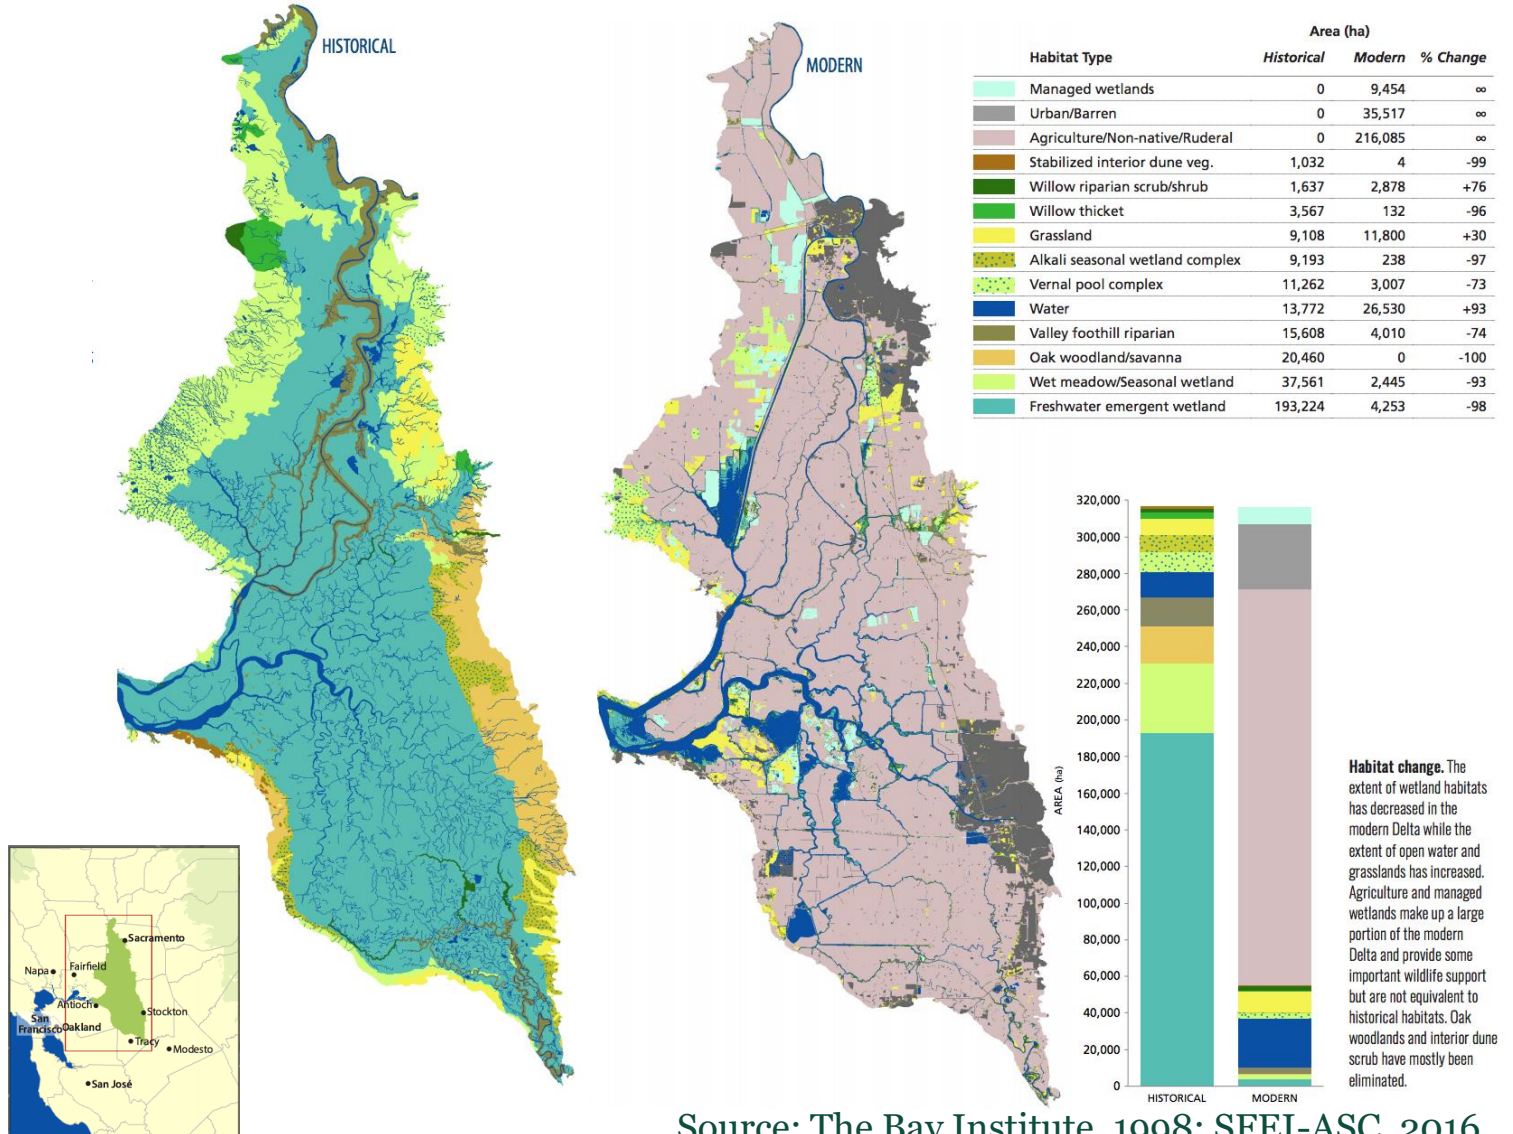 HISTORICAL
MODERN
Area (ha)
Habitat Type Historical Modern % Change
Managed wetlands 0 9,454 ∞
Urban/Barren 0 35,517 ∞
Agriculture/Non-native/Ruderal 0 216,085 ∞
Stabilized interior dune veg. 1,032 4 -99
Willow riparian scrub/shrub 1,637 2,878 +76
Willow thicket 3,567 132 -96
Grassland 9,108 11,800 +30
Alkali seasonal wetland complex 9,193 238 -97
Vernal pool complex 11,262 3,007 -73
Water 13,772 26,530 +93
Valley foothill riparian 15,608 4,010 -74
Oak woodland/savanna 20,460 0 -100
Wet meadow/Seasonal wetland 37,561 2,445 -93
Freshwater emergent wetland 193,224 4,253 -98
320,000
300,000
280,000
260,000
240,000
220,000
200,000
180,000
160,000
140,000
120,000
100,000
80,000
60,000
40,000
20,000
0
AREA (ha)
HISTORICAL MODERN
Habitat change. The
extent of wetland habitats
has decreased in the
modern Delta while the
extent of open water and
grasslands has increased.
Agriculture and managed
wetlands make up a large
portion of the modern
Delta and provide some
important wildlife support
but are not equivalent to
historical habitats. Oak
woodlands and interior dune
scrub have mostly been
eliminated.
Sacramento
Napa
Fairfield
Antioch
Stockton
San
Francisco
Oakland
Tracy
Modesto
San José
Source: The Bay Institute, 1998; SFEI-ASC, 2016